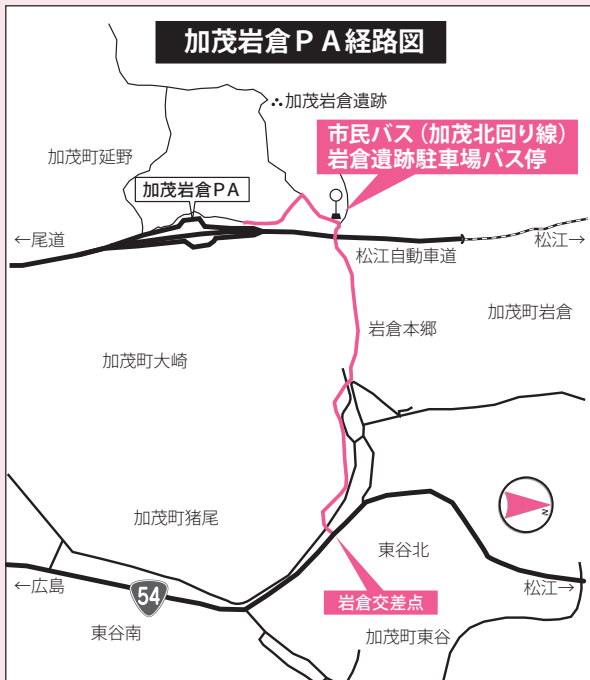 加茂岩倉ＰＡ経路図
加茂岩倉遺跡
市民バス（加茂北回り線）
岩倉遺跡駐車場バス停
加茂町延野
加茂岩倉ＰＡ
←尾道
松江自動車道
松江→
加茂町岩倉
岩倉本郷
加茂町大崎
加茂町猪尾
N
東谷北
←広島
54
岩倉交差点
松江→
東谷南
加茂町東谷